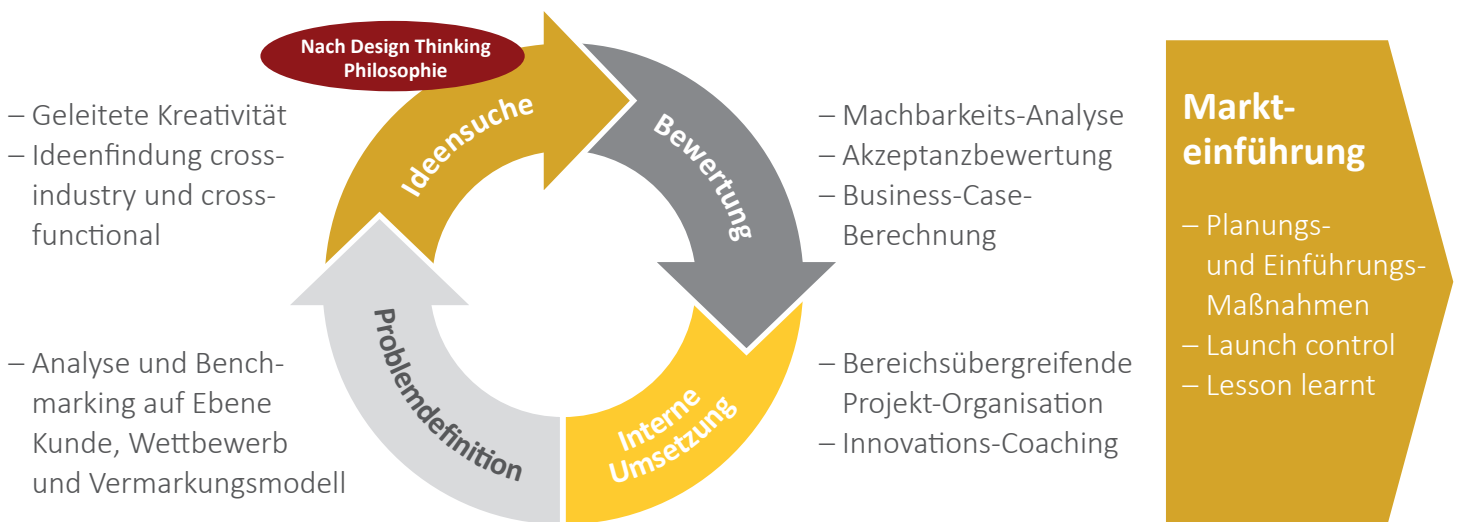 Nach Design Thinking
Philosophie
– Geleitete Kreativität
– Ideenfindung cross-
industry und cross-
functional
Ideensuche
Bewertung
– Machbarkeits-Analyse
– Akzeptanzbewertung
– Business-Case-
Berechnung
– Analyse und Bench-
marking auf Ebene
Kunde, Wettbewerb
und Vermarkungsmodell
Problemdefinition
Interne
Umsetzung
– Bereichsübergreifende
Projekt-Organisation
– Innovations-Coaching
Markt-
einführung
– Planungs-
und Einführungs-
Maßnahmen
– Launch control
– Lesson learnt